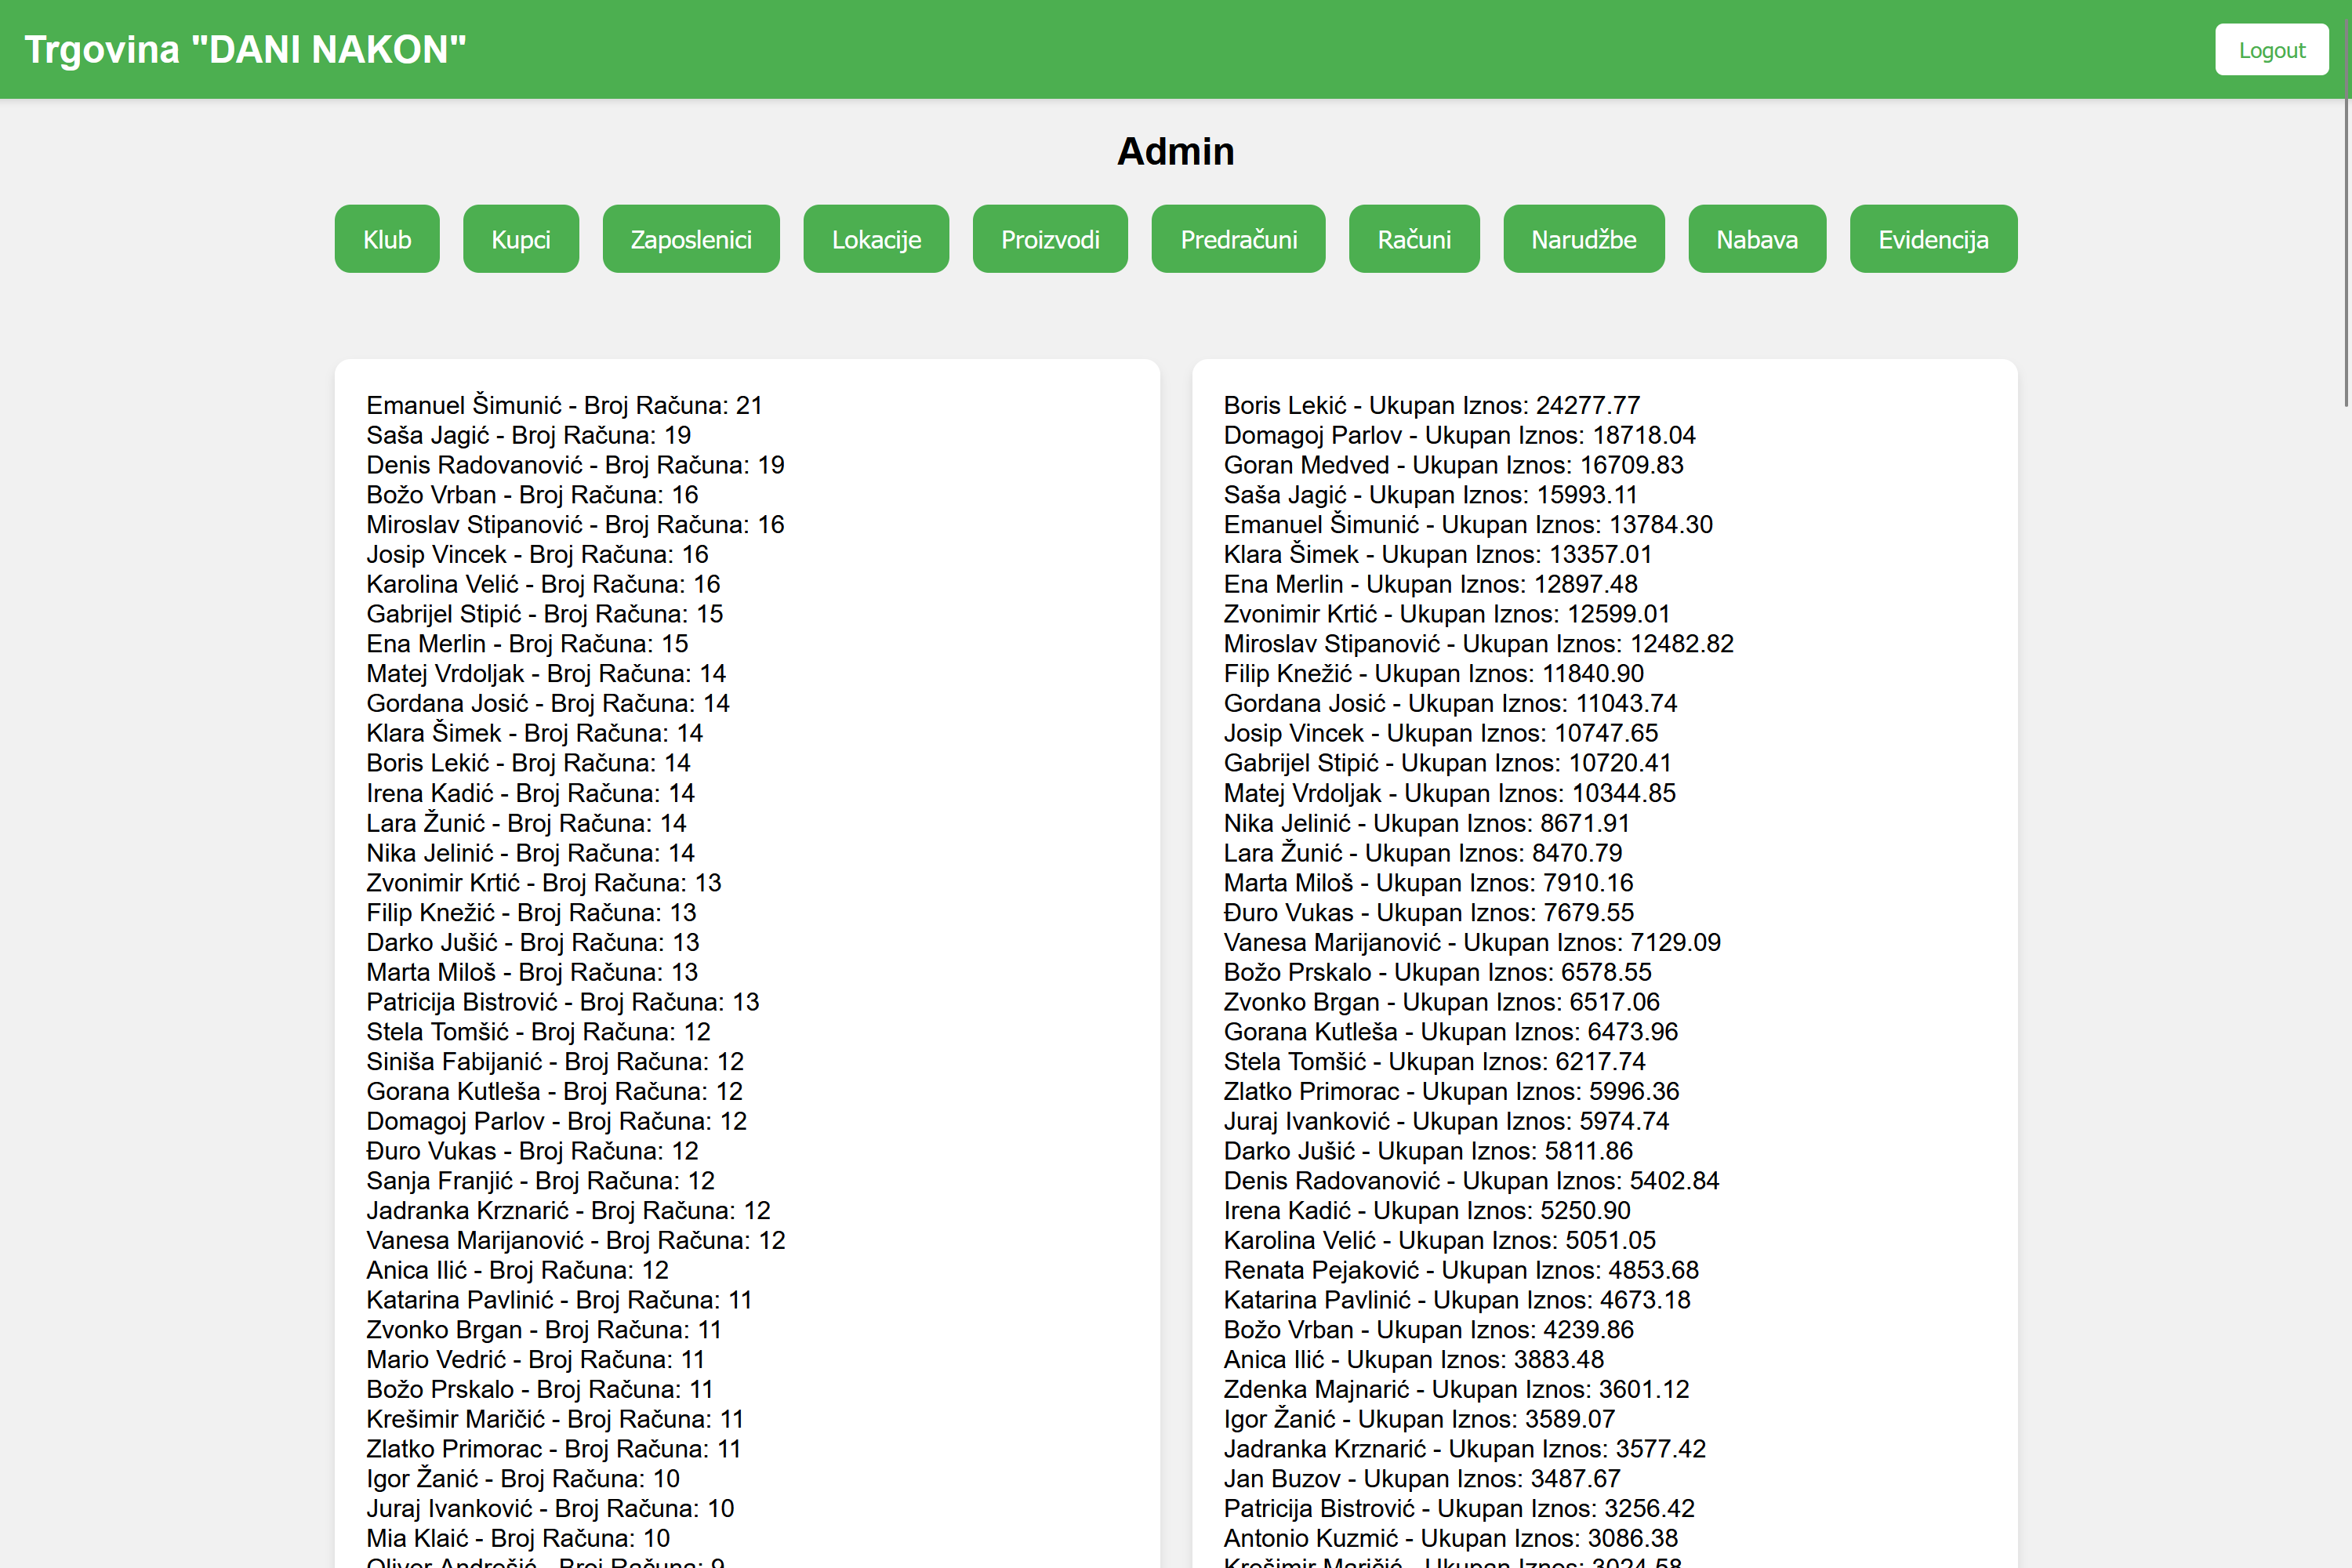 Trgovina "DANI NAKON"
Logout
Admin
Klub
Kupci
Zaposlenici
Lokacije
Proizvodi
Predračuni
Računi
Narudžbe
Nabava
Evidencija
Emanuel Šimunić - Broj Računa: 21
Saša Jagić - Broj Računa: 19
Denis Radovanović - Broj Računa: 19
Božo Vrban - Broj Računa: 16
Miroslav Stipanović - Broj Računa: 16
Josip Vincek - Broj Računa: 16
Karolina Velić - Broj Računa: 16
Gabrijel Stipić - Broj Računa: 15
Ena Merlin - Broj Računa: 15
Matej Vrdoljak - Broj Računa: 14
Gordana Josić - Broj Računa: 14
Klara Šimek - Broj Računa: 14
Boris Lekić - Broj Računa: 14
Irena Kadić - Broj Računa: 14
Lara Žunić - Broj Računa: 14
Nika Jelinić - Broj Računa: 14
Zvonimir Krtić - Broj Računa: 13
Filip Knežić - Broj Računa: 13
Darko Jušić - Broj Računa: 13
Marta Miloš - Broj Računa: 13
Patricija Bistrović - Broj Računa: 13
Stela Tomšić - Broj Računa: 12
Siniša Fabijanić - Broj Računa: 12
Gorana Kutleša - Broj Računa: 12
Domagoj Parlov - Broj Računa: 12
Đuro Vukas - Broj Računa: 12
Sanja Franjić - Broj Računa: 12
Jadranka Krznarić - Broj Računa: 12
Vanesa Marijanović - Broj Računa: 12
Anica Ilić - Broj Računa: 12
Katarina Pavlinić - Broj Računa: 11
Zvonko Brgan - Broj Računa: 11
Mario Vedrić - Broj Računa: 11
Božo Prskalo - Broj Računa: 11
Krešimir Maričić - Broj Računa: 11
Zlatko Primorac - Broj Računa: 11
Igor Žanić - Broj Računa: 10
Juraj Ivanković - Broj Računa: 10
Mia Klaić - Broj Računa: 10
Oliver Andrešić - Broj Računa: 9
Boris Lekić - Ukupan Iznos: 24277.77
Domagoj Parlov - Ukupan Iznos: 18718.04
Goran Medved - Ukupan Iznos: 16709.83
Saša Jagić - Ukupan Iznos: 15993.11
Emanuel Šimunić - Ukupan Iznos: 13784.30
Klara Šimek - Ukupan Iznos: 13357.01
Ena Merlin - Ukupan Iznos: 12897.48
Zvonimir Krtić - Ukupan Iznos: 12599.01
Miroslav Stipanović - Ukupan Iznos: 12482.82
Filip Knežić - Ukupan Iznos: 11840.90
Gordana Josić - Ukupan Iznos: 11043.74
Josip Vincek - Ukupan Iznos: 10747.65
Gabrijel Stipić - Ukupan Iznos: 10720.41
Matej Vrdoljak - Ukupan Iznos: 10344.85
Nika Jelinić - Ukupan Iznos: 8671.91
Lara Žunić - Ukupan Iznos: 8470.79
Marta Miloš - Ukupan Iznos: 7910.16
Đuro Vukas - Ukupan Iznos: 7679.55
Vanesa Marijanović - Ukupan Iznos: 7129.09
Božo Prskalo - Ukupan Iznos: 6578.55
Zvonko Brgan - Ukupan Iznos: 6517.06
Gorana Kutleša - Ukupan Iznos: 6473.96
Stela Tomšić - Ukupan Iznos: 6217.74
Zlatko Primorac - Ukupan Iznos: 5996.36
Juraj Ivanković - Ukupan Iznos: 5974.74
Darko Jušić - Ukupan Iznos: 5811.86
Denis Radovanović - Ukupan Iznos: 5402.84
Irena Kadić - Ukupan Iznos: 5250.90
Karolina Velić - Ukupan Iznos: 5051.05
Renata Pejaković - Ukupan Iznos: 4853.68
Katarina Pavlinić - Ukupan Iznos: 4673.18
Božo Vrban - Ukupan Iznos: 4239.86
Anica Ilić - Ukupan Iznos: 3883.48
Zdenka Majnarić - Ukupan Iznos: 3601.12
Igor Žanić - Ukupan Iznos: 3589.07
Jadranka Krznarić - Ukupan Iznos: 3577.42
Jan Buzov - Ukupan Iznos: 3487.67
Patricija Bistrović - Ukupan Iznos: 3256.42
Antonio Kuzmić - Ukupan Iznos: 3086.38
Krešimir Maričić - Ukupan Iznos: 3024.58